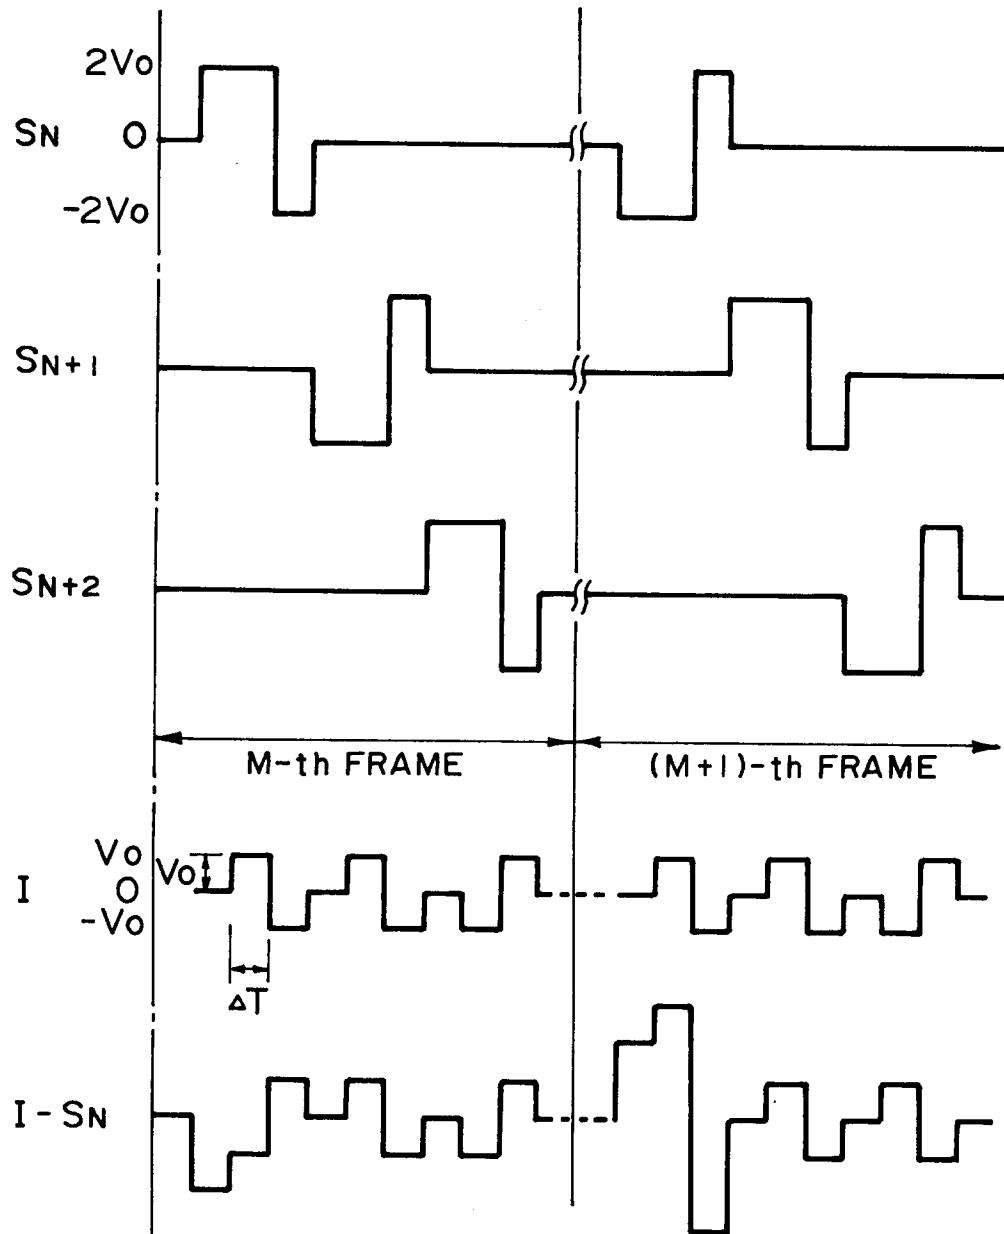 2Vo
SN 0
-2Vo
SN+1
SN+2
M-th FRAME (M+1)-th FRAME
Vo Vo
I 0
-Vo
ΔT
I-SN